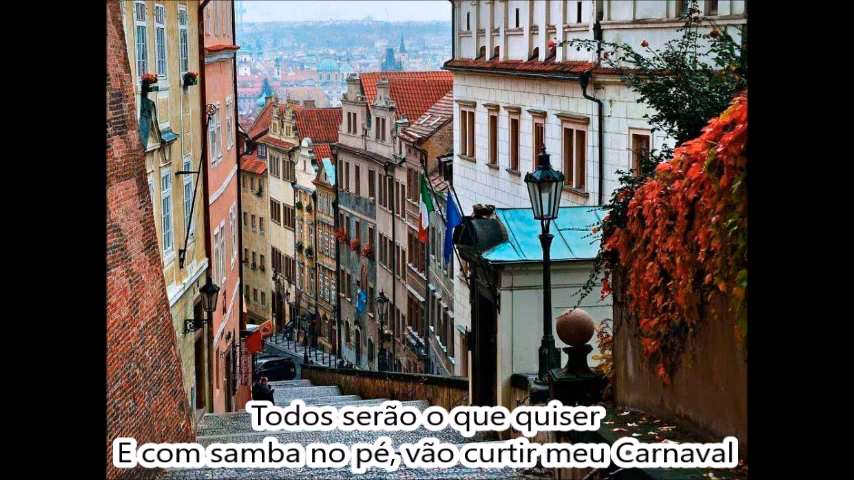 Todos serão o que quiser
E com samba no pé, vão curtir meu Carnaval